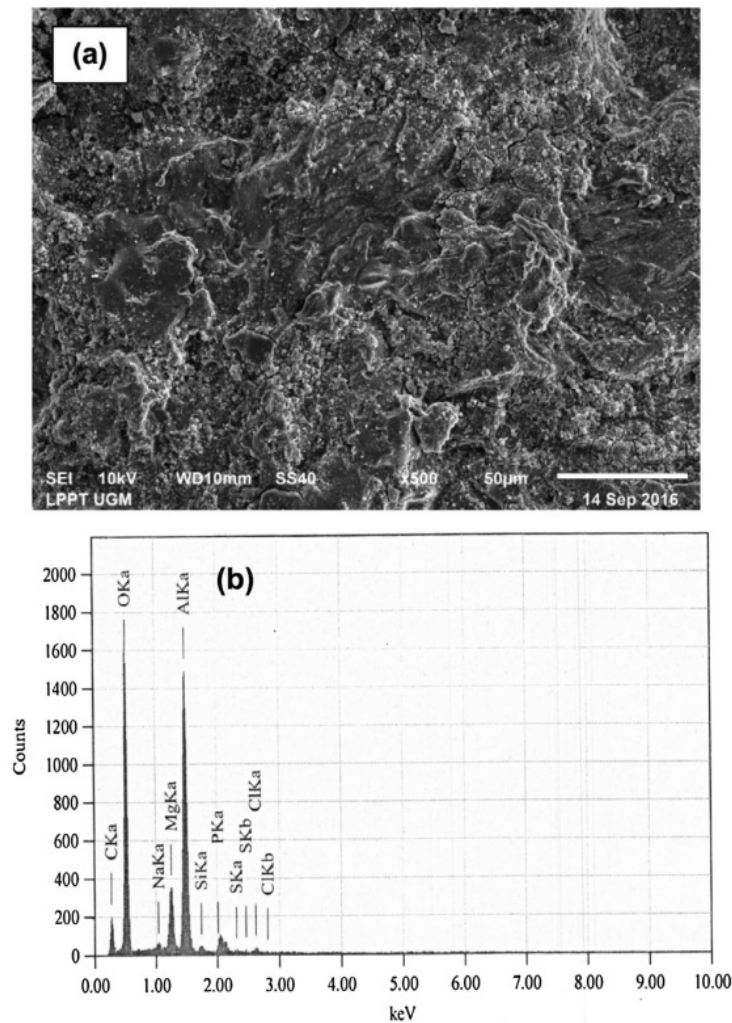 (a)
SEI 10kV WD10mm SS40 x500 50μm
LPPT UGM 14 Sep 2016
(b)
2000
1800
1600
1400
1200
1000
800
600
400
200
0
Counts
CKa
OKa
NaKa
MgKa
AlKa
SiKa
PKa
SKa
SKb
ClKa
ClKb
0.00 1.00 2.00 3.00 4.00 5.00 6.00 7.00 8.00 9.00 10.00
keV